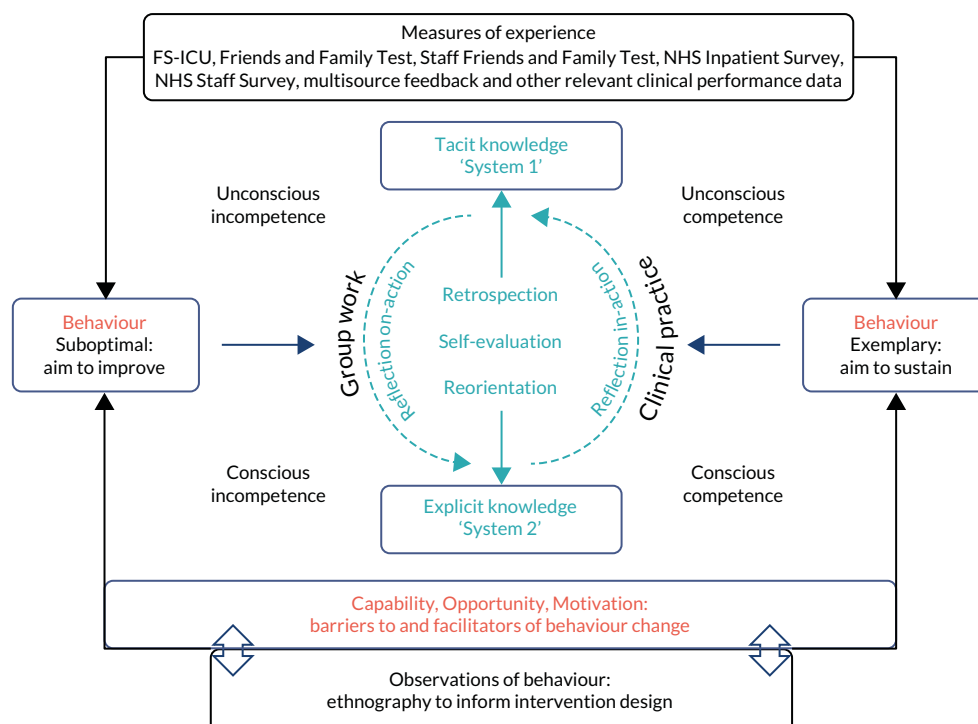 Measures of experience
FS-ICU, Friends and Family Test, Staff Friends and Family Test, NHS Inpatient Survey,
NHS Staff Survey, multisource feedback and other relevant clinical performance data
Tacit knowledge
‘System 1’
Unconscious
incompetence
Unconscious
competence
Behaviour
Suboptimal:
aim to improve
Group work
Reflection on-action
Retrospection
Self-evaluation
Reorientation
Reflection in-action
Clinical practice
Behaviour
Exemplary:
aim to sustain
Conscious
incompetence
Conscious
competence
Explicit knowledge
‘System 2’
Capability, Opportunity, Motivation:
barriers to and facilitators of behaviour change
Observations of behaviour:
ethnography to inform intervention design